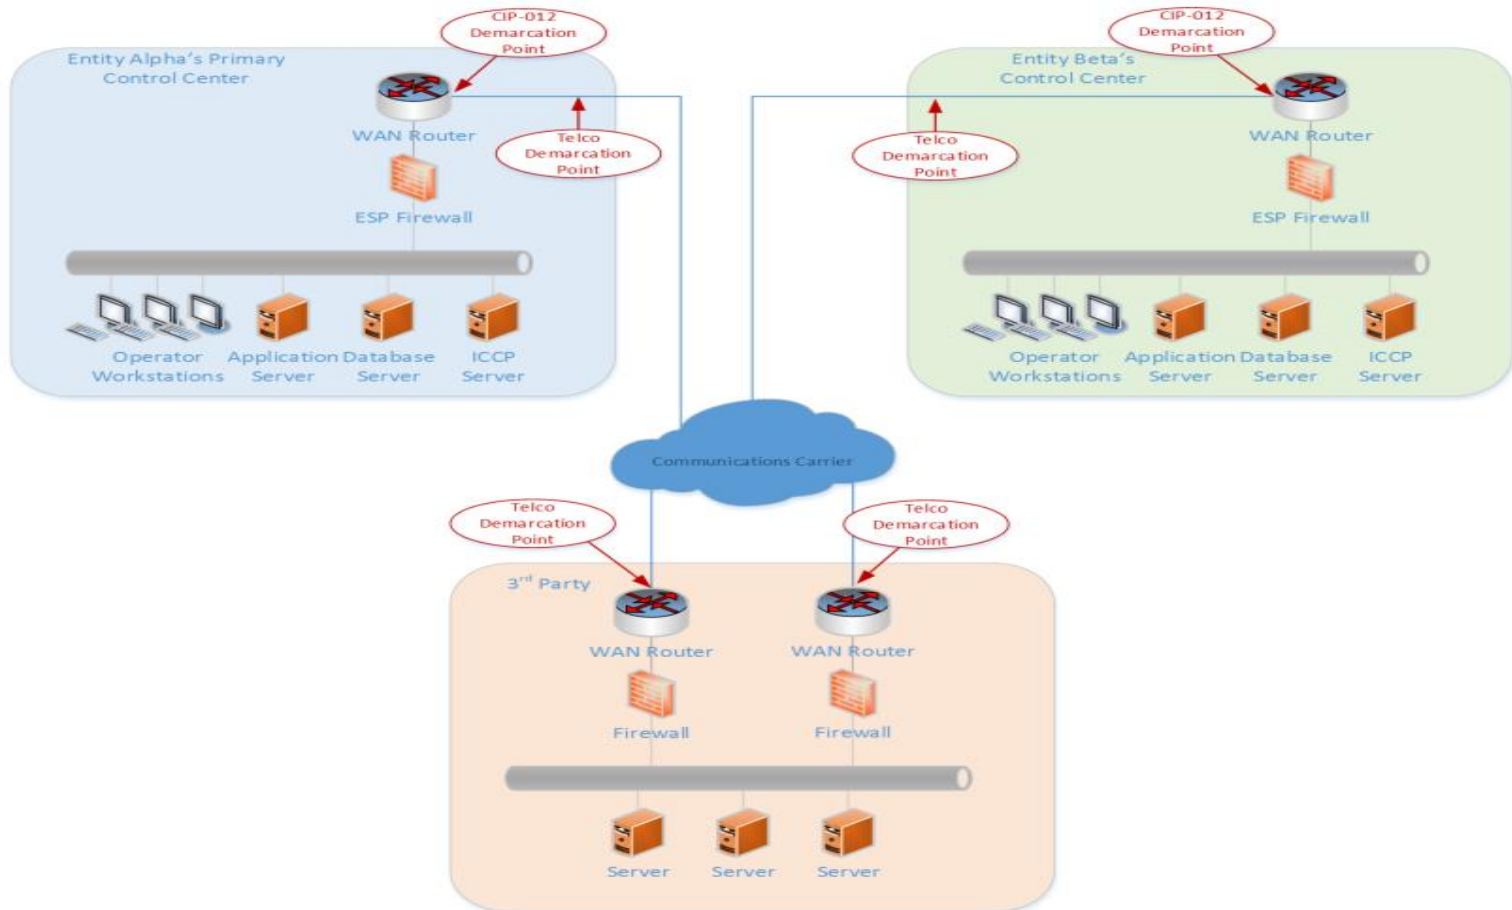 CIP-012
Demarcation
Point
CIP-012
Demarcation
Point
Entity Alpha's Primary
Control Center
Entity Beta's
Control Center
WAN Router
Telco
Demarcation
Point
Telco
Demarcation
Point
WAN Router
ESP Firewall
ESP Firewall
Operator
Workstations
Application
Server
Database
Server
ICCP
Server
Operator
Workstations
Application
Server
Database
Server
ICCP
Server
Communications Carrier
Telco
Demarcation
Point
Telco
Demarcation
Point
3rd Party
WAN Router
WAN Router
Firewall
Firewall
Server
Server
Server